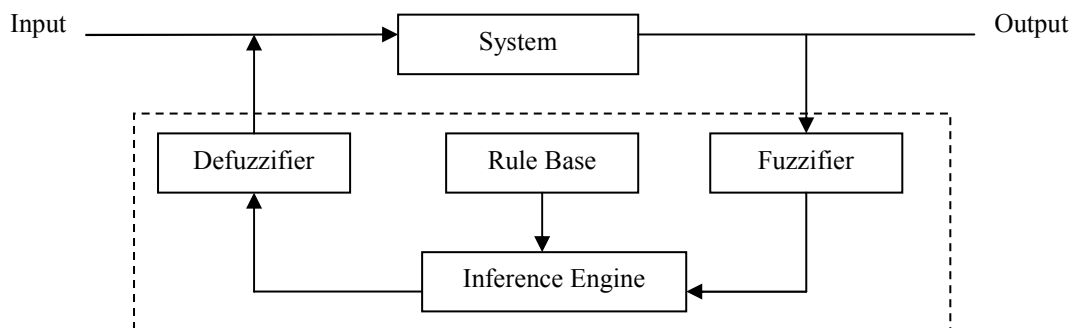 Input
System
Output
Defuzzifier
Rule Base
Fuzzifier
Inference Engine